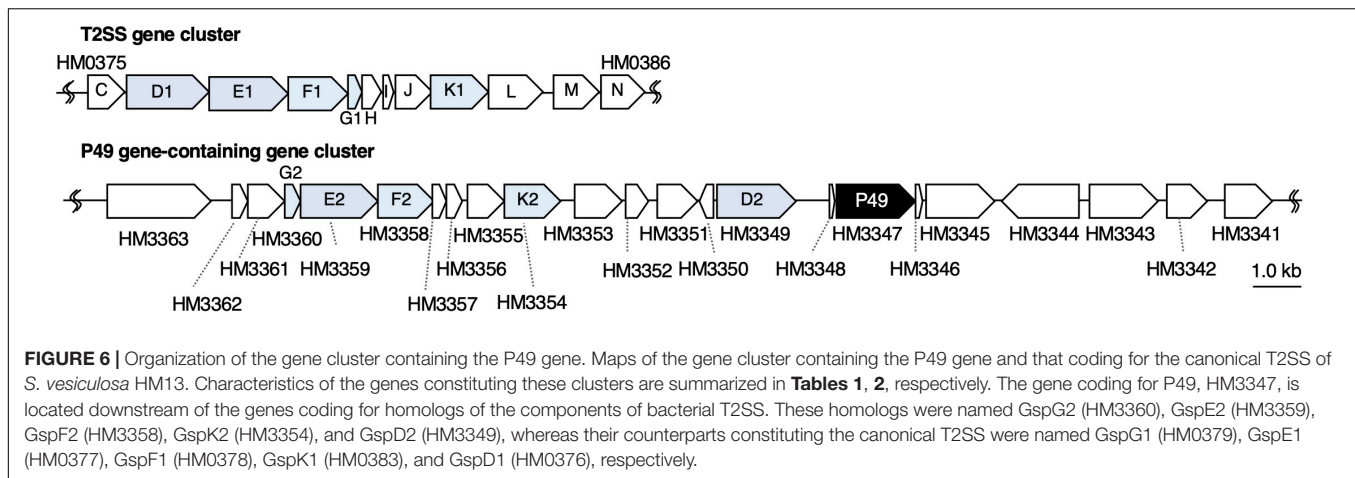 T2SS gene cluster
HM0375 HM0386
C D1 E1 F1 I J K1 L M N
G1 H
P49 gene-containing gene cluster
G2
E2 F2 K2 D2 P49
HM3363 HM3360 HM3358 HM3355 HM3353 HM3351 HM3349 HM3347 HM3345 HM3344 HM3343 HM3341
HM3361 HM3359 HM3356 HM3352 HM3350 HM3348 HM3346 HM3342 1.0 kb
HM3362 HM3357 HM3354
FIGURE 6 | Organization of the gene cluster containing the P49 gene. Maps of the gene cluster containing the P49 gene and that coding for the canonical T2SS of
S. vesiculosa HM13. Characteristics of the genes constituting these clusters are summarized in Tables 1, 2, respectively. The gene coding for P49, HM3347, is
located downstream of the genes coding for homologs of the components of bacterial T2SS. These homologs were named GspG2 (HM3360), GspE2 (HM3359),
GspF2 (HM3358), GspK2 (HM3354), and GspD2 (HM3349), whereas their counterparts constituting the canonical T2SS were named GspG1 (HM0379), GspE1
(HM0377), GspF1 (HM0378), GspK1 (HM0383), and GspD1 (HM0376), respectively.